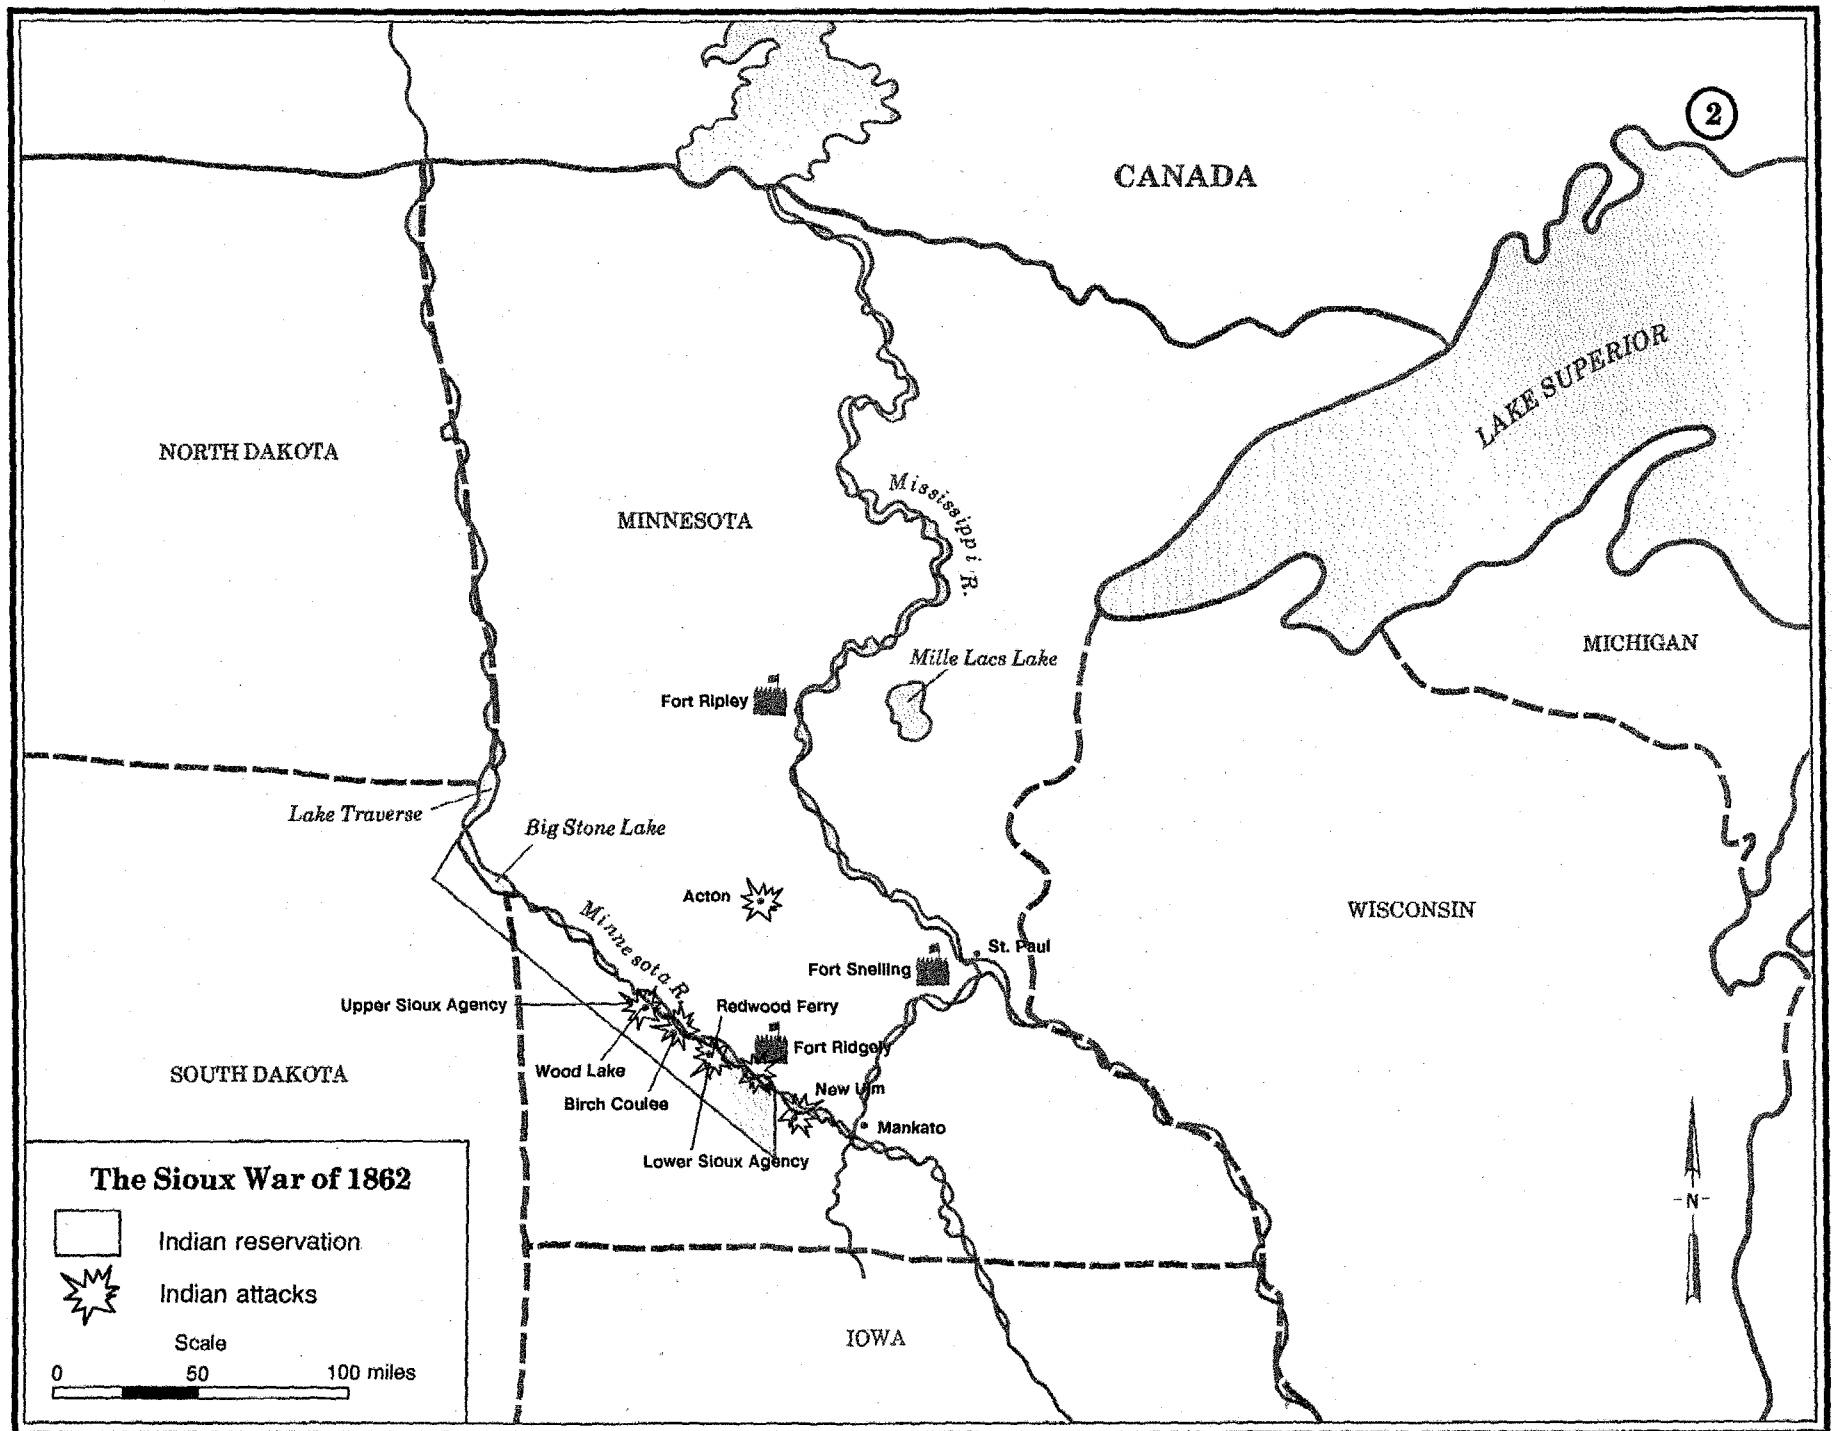 2
CANADA
LAKE SUPERIOR
NORTH DAKOTA
MINNESOTA
Mississippi R.
MICHIGAN
Mille Lacs Lake
Fort Ripley
Lake Traverse
Big Stone Lake
Acton
Minnesota R.
WISCONSIN
St. Paul
Fort Snelling
Upper Sioux Agency
Redwood Ferry
Fort Ridgely
Wood Lake
SOUTH DAKOTA
New Ulm
Birch Coulee
Mankato
Lower Sioux Agency
N
IOWA
The Sioux War of 1862
Indian reservation
Indian attacks
Scale
0 50 100 miles